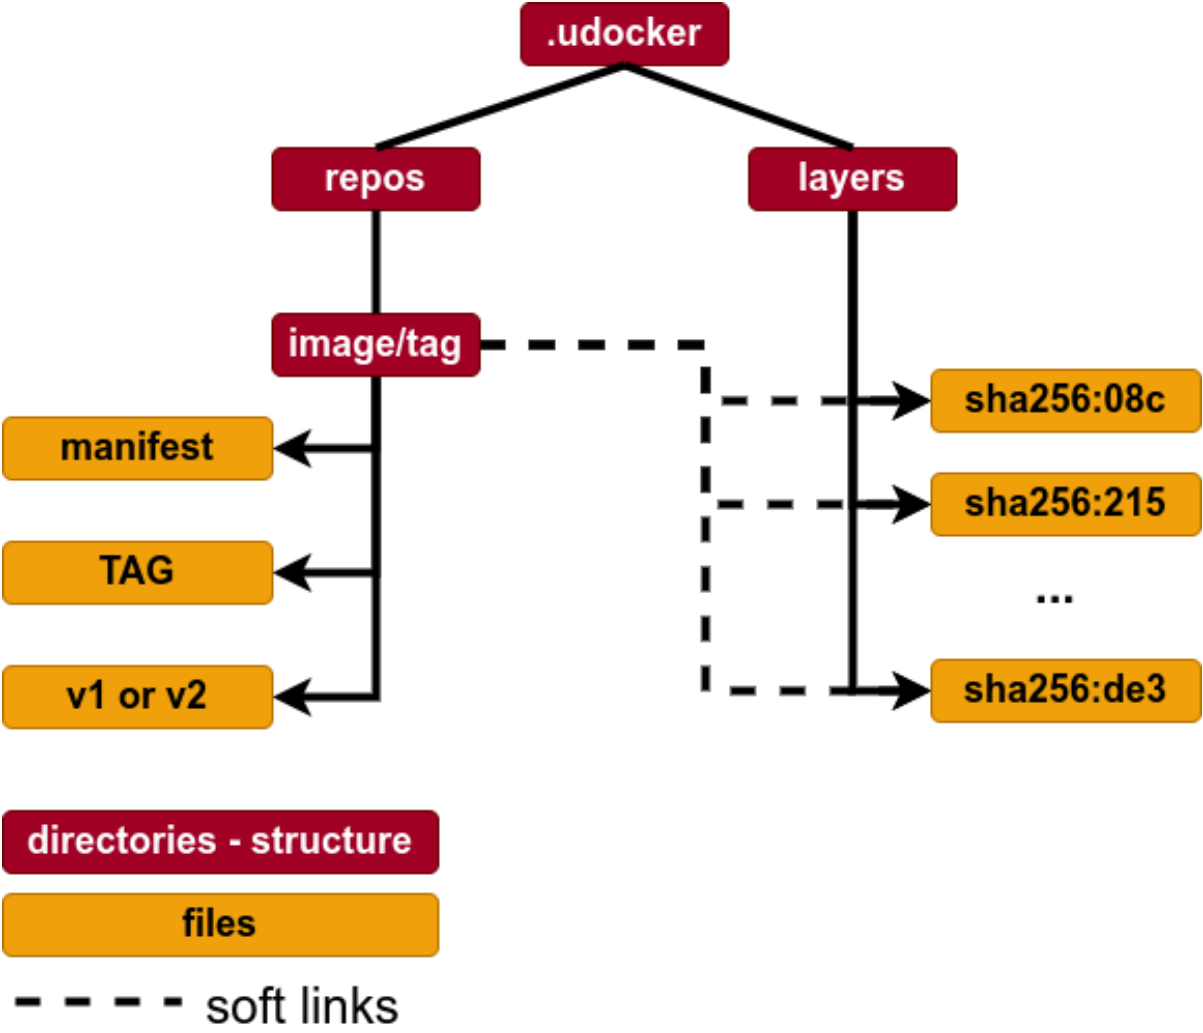 .udocker
repos
layers
image/tag
manifest
TAG
v1 or v2
sha256:08c
sha256:215
...
sha256:de3
directories - structure
files
soft links